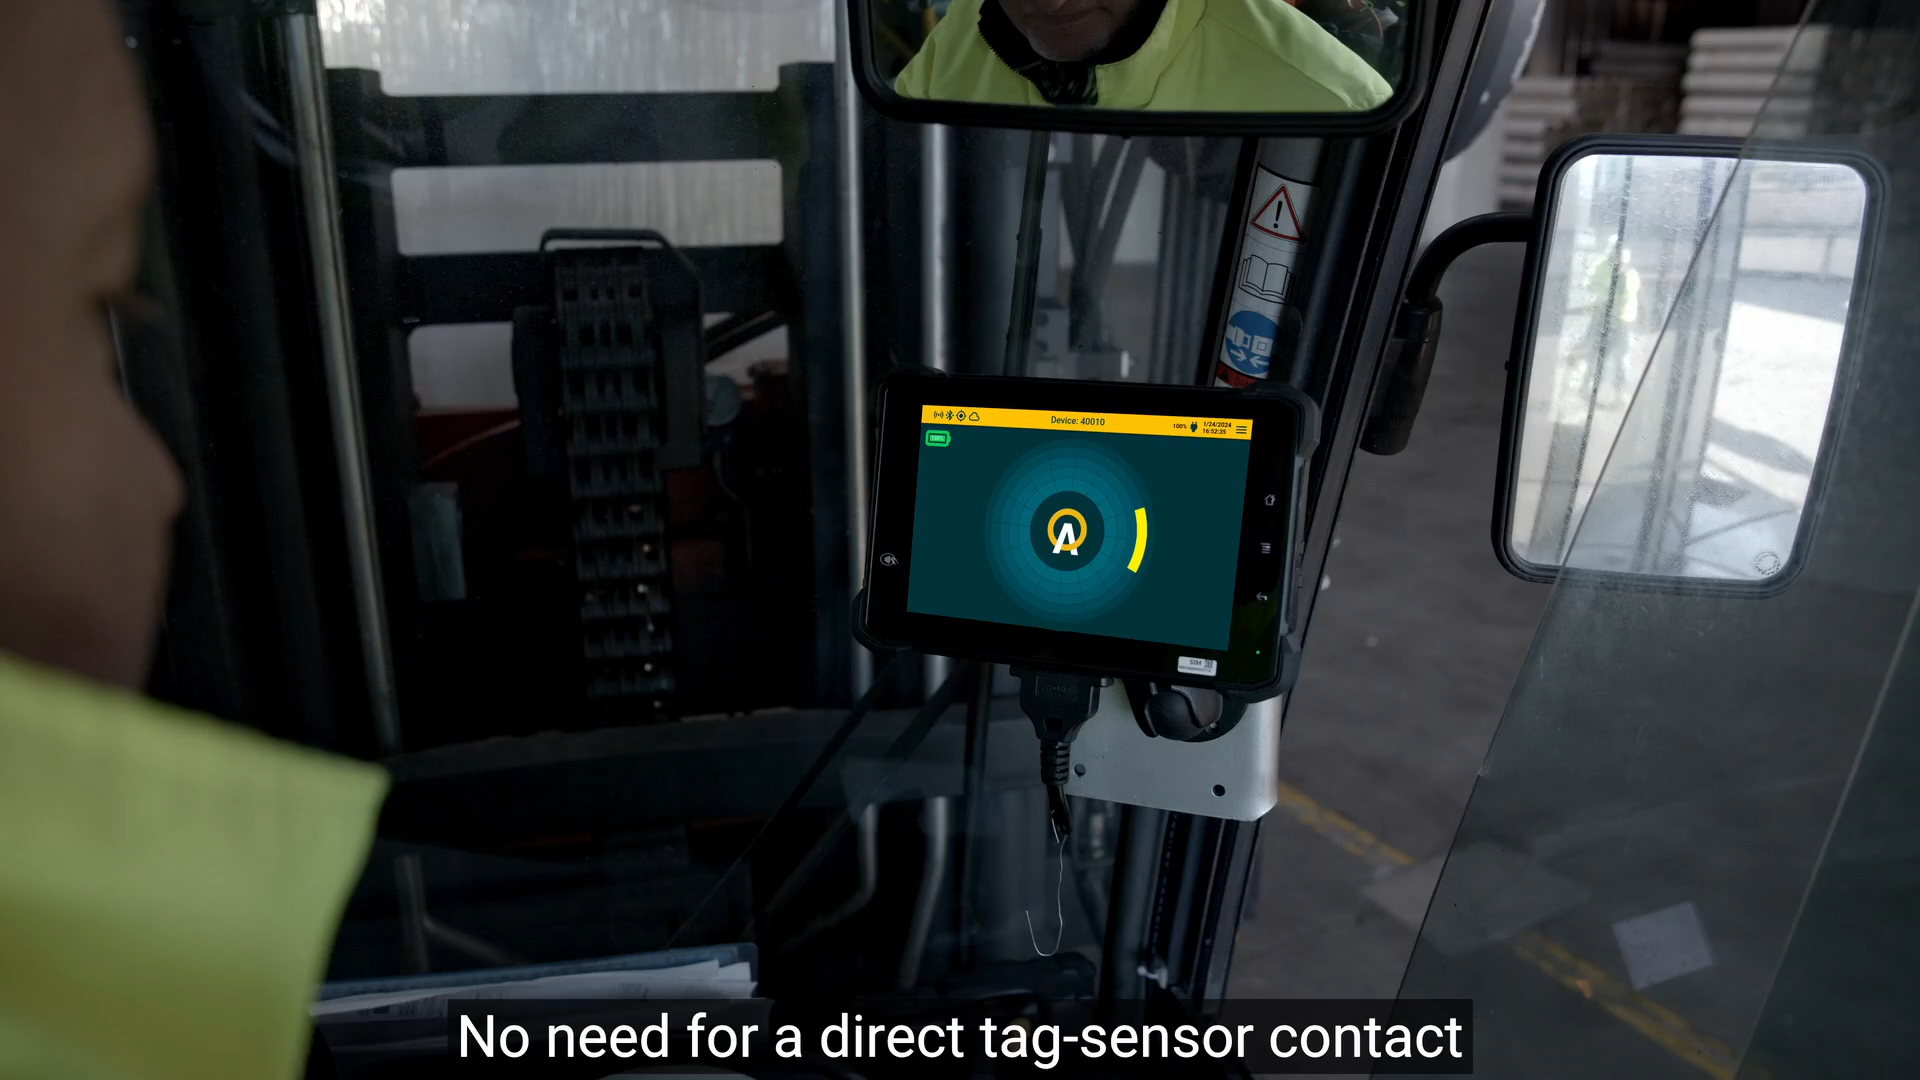 Device: 40010
100%
1/24/2024
16:52:35
A
SIM
No need for a direct tag-sensor contact